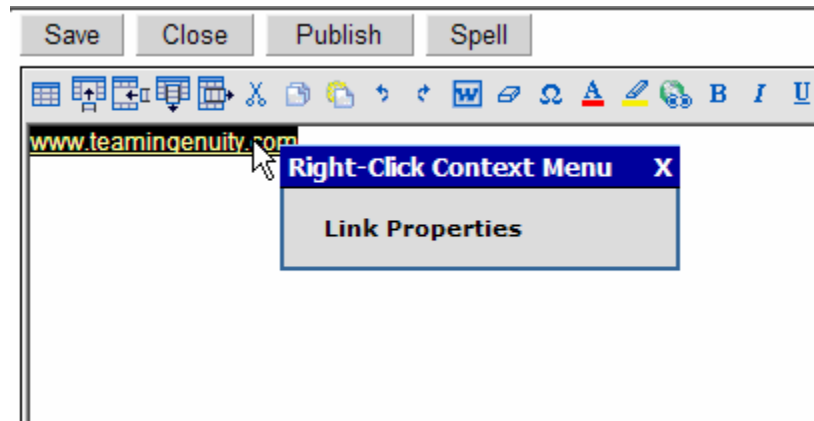 Save Close Publish Spell
W Ω A B I U
www.teamingenuity.com
Right-Click Context Menu X
Link Properties